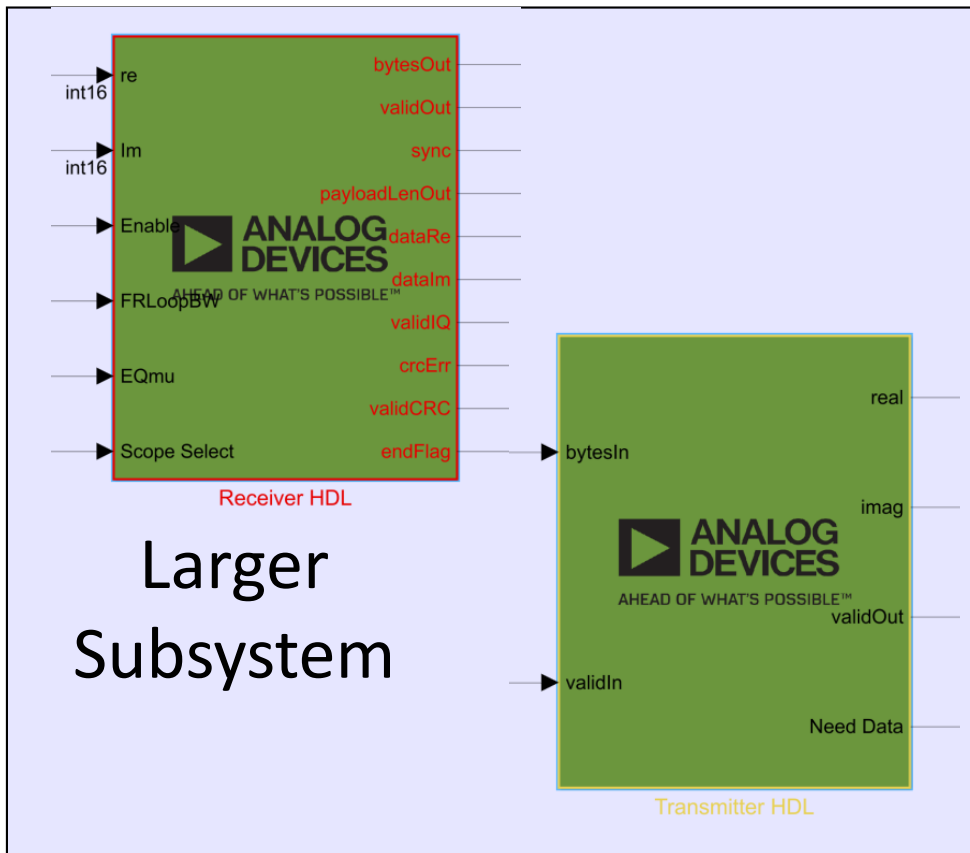 re
int16
Im
int16
Enable
FRLoopBW
EQmu
Scope Select
bytesOut
validOut
sync
payloadLenOut
dataRe
dataIm
validIQ
crcErr
validCRC
endFlag
ANALOG
DEVICES
AHEAD OF WHAT'S POSSIBLE™
Receiver HDL
Larger
Subsystem
bytesIn
validIn
real
imag
validOut
Need Data
ANALOG
DEVICES
AHEAD OF WHAT'S POSSIBLE™
Transmitter HDL